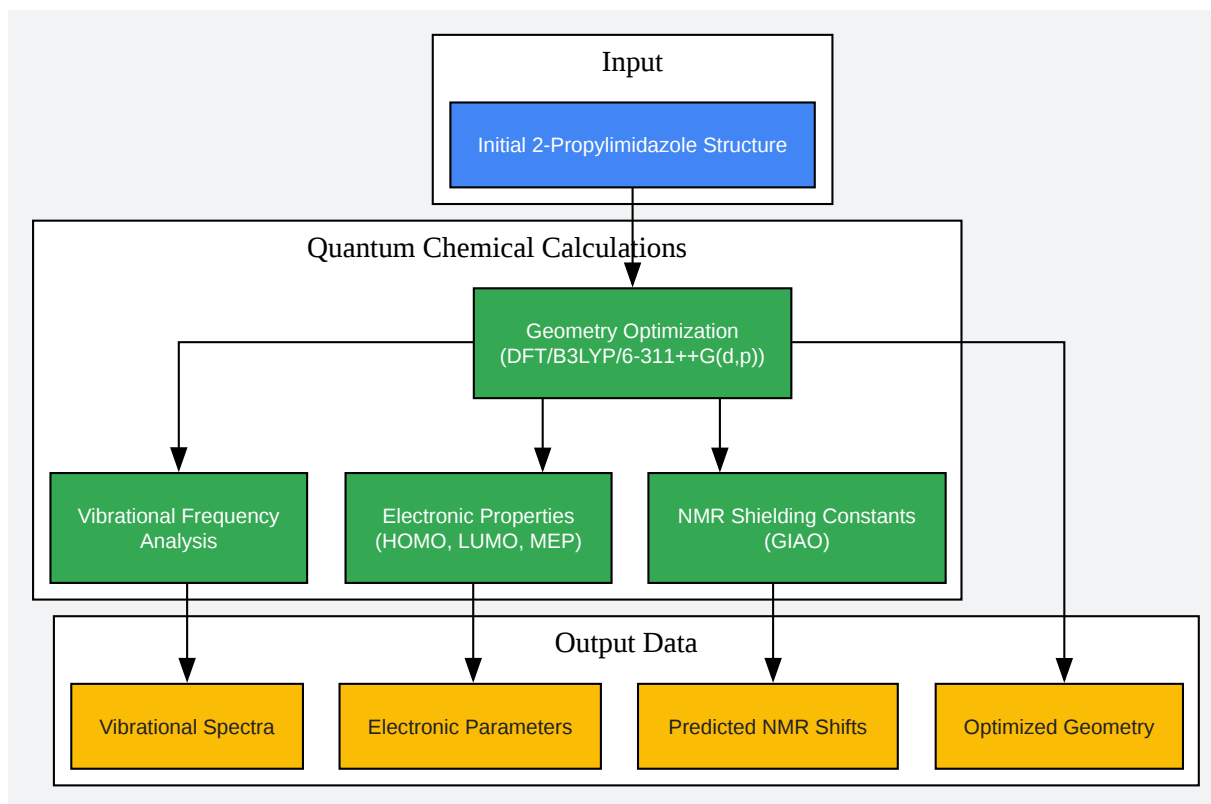 Input
Initial 2-Propylimidazole Structure
Quantum Chemical Calculations
Geometry Optimization
(DFT/B3LYP/6-311++G(d,p))
Vibrational Frequency
Analysis
Electronic Properties
(HOMO, LUMO, MEP)
NMR Shielding Constants
(GIAO)
Output Data
Vibrational Spectra
Electronic Parameters
Predicted NMR Shifts
Optimized Geometry